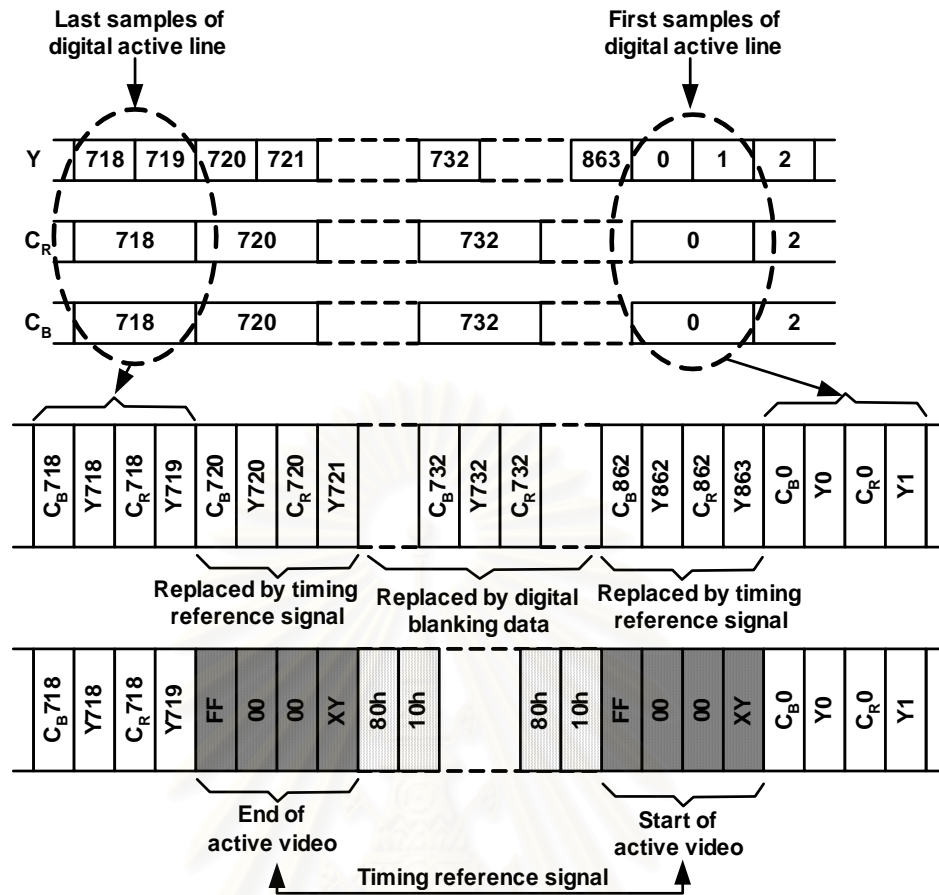 Last samples of
digital active line
First samples of
digital active line
Y 718 719 720 721 732 863 0 1 2
C_R 718 720 732 0 2
C_B 718 720 732 0 2
C_B718 Y718 C_R718 Y719 C_B720 Y720 C_R720 Y721 C_B732 Y732 C_R732 C_B862 Y862 C_R862 Y863 C_B0 Y0 C_R0 Y1
Replaced by timing
reference signal
Replaced by digital
blanking data
Replaced by timing
reference signal
C_B718 Y718 C_R718 Y719 FF 00 00 XY 80h 10h 80h 10h FF 00 00 XY C_B0 Y0 C_R0 Y1
End of
active video
Start of
active video
Timing reference signal